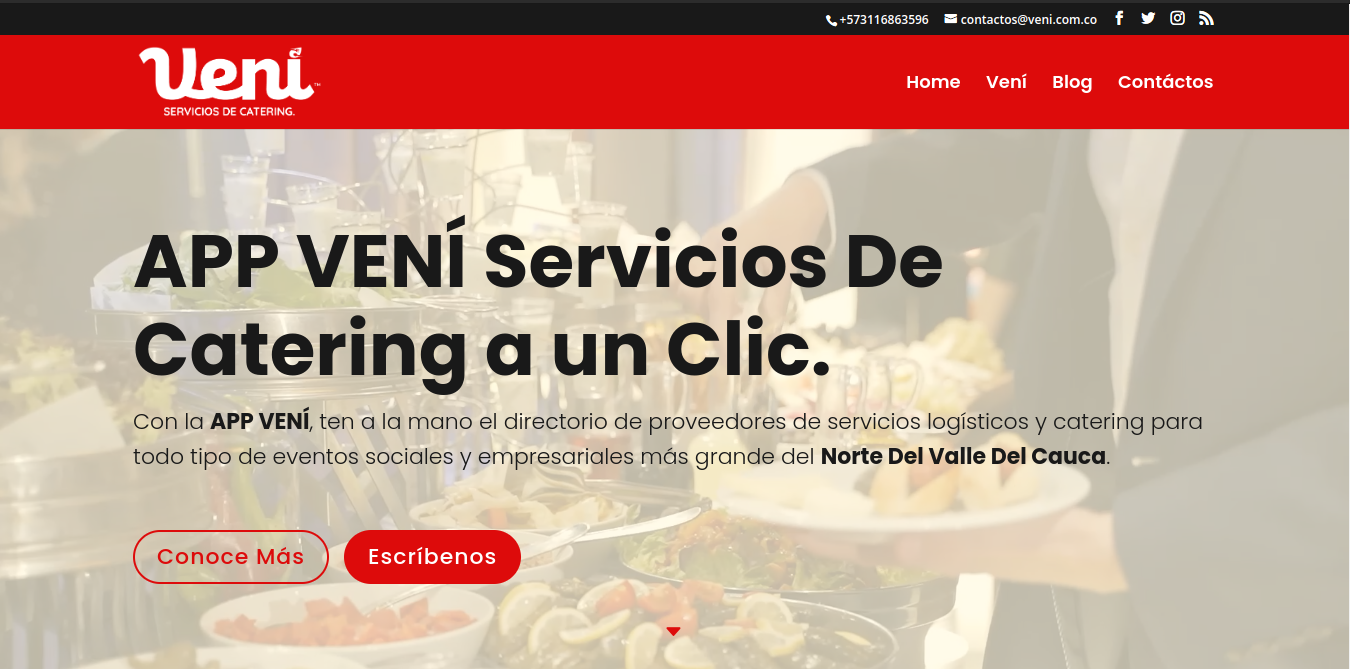 +573116863596 contactos@veni.com.co
Vení ™
SERVICIOS DE CATERING.
Home Vení Blog Contáctos
APP VENÍ Servicios De
Catering a un Clic.
Con la APP VENÍ, ten a la mano el directorio de proveedores de servicios logísticos y catering para
todo tipo de eventos sociales y empresariales más grande del Norte Del Valle Del Cauca.
Conoce Más Escríbenos